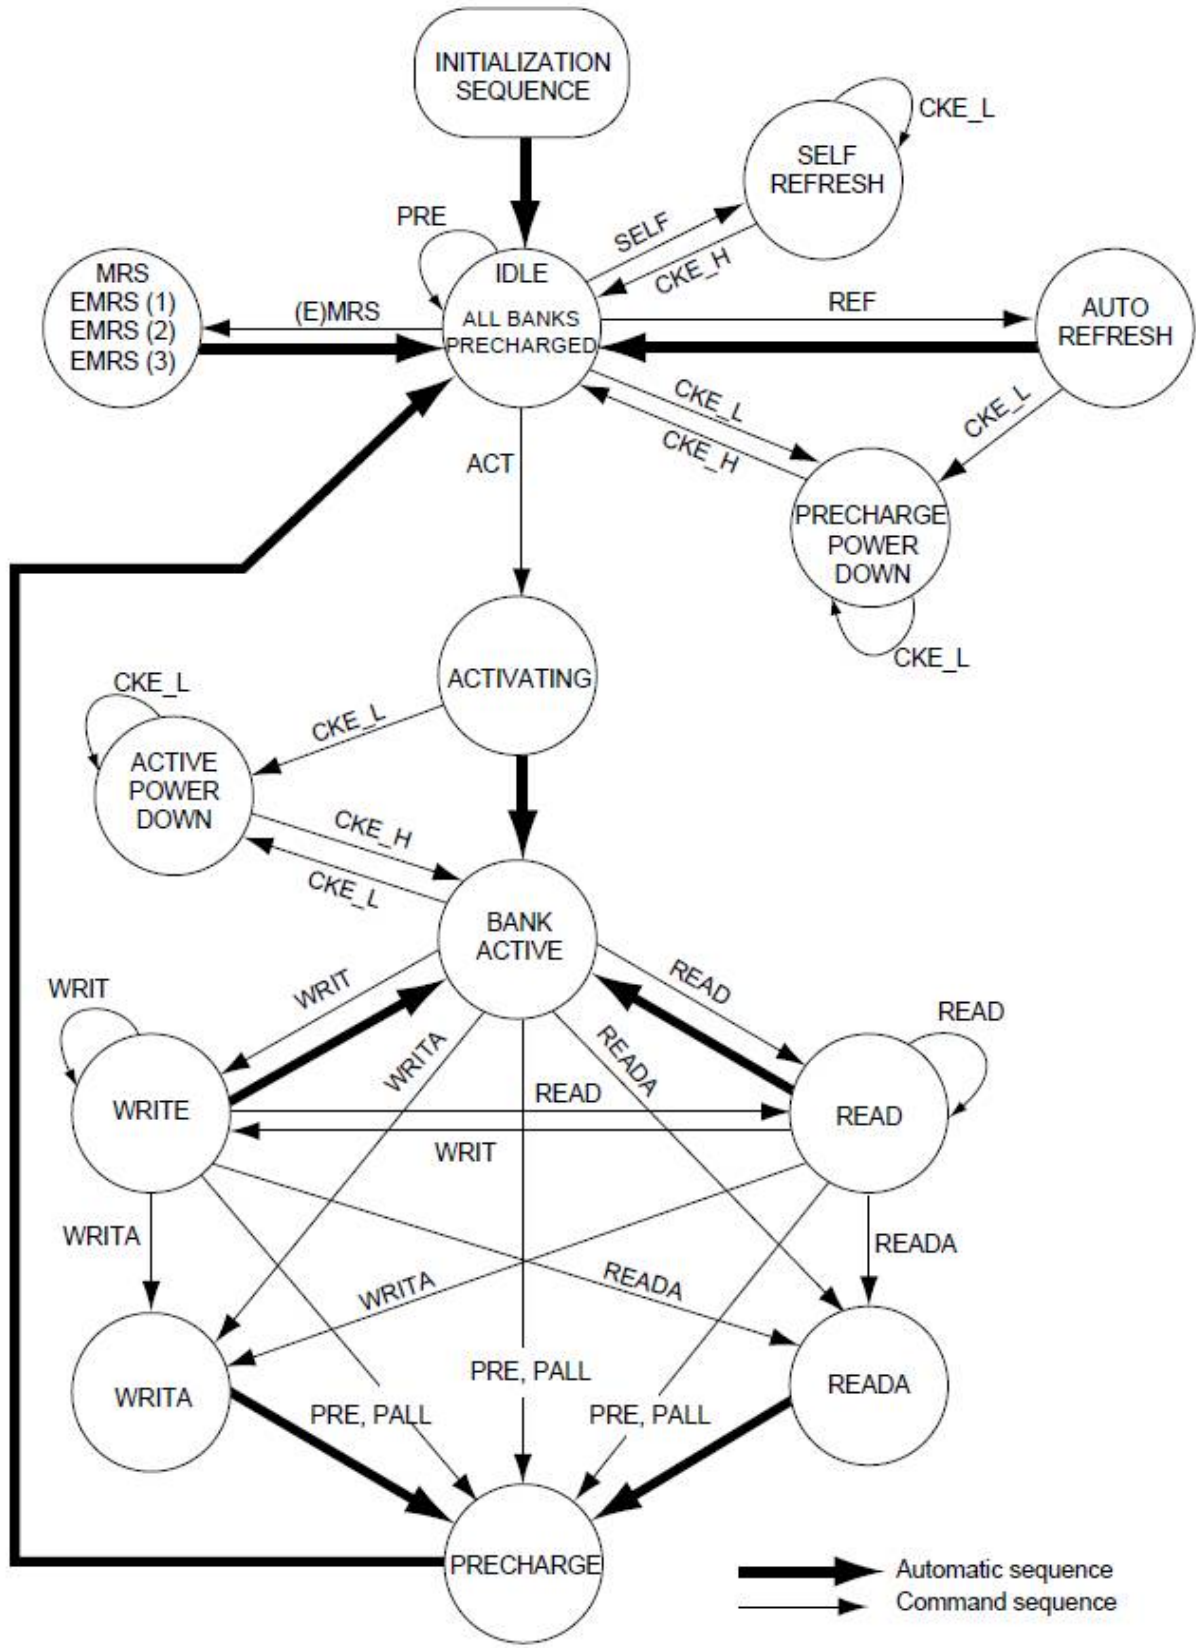 INITIALIZATION
SEQUENCE
CKE_L
SELF
REFRESH
PRE
SELF
CKE_H
MRS
EMRS (1)
EMRS (2)
EMRS (3)
(E)MRS
IDLE
ALL BANKS
PRECHARGED
REF
AUTO
REFRESH
CKE_L
CKE_H
CKE_L
ACT
PRECHARGE
POWER
DOWN
CKE_L
ACTIVATING
CKE_L
CKE_L
ACTIVE
POWER
DOWN
CKE_H
CKE_L
BANK
ACTIVE
WRIT
WRIT
READ
READ
WRITA
READA
WRITE
READ
READ
WRIT
WRITA
READA
WRITA
READA
WRITA
PRE, PALL
PRE, PALL
PRE, PALL
READA
PRECHARGE
Automatic sequence
Command sequence